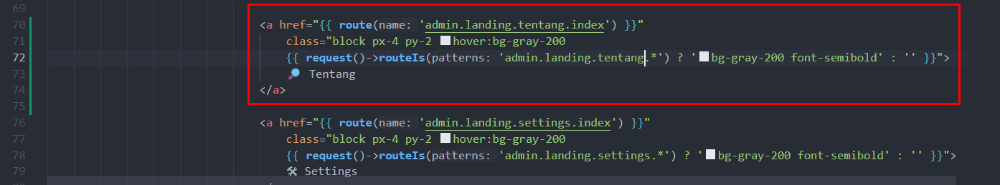 69
70 <a href="{{ route(name: 'admin.landing.tentang.index') }}"
71 class="block px-4 py-2 hover:bg-gray-200
72 {{ request()->routeIs(patterns: 'admin.landing.tentang.*') ? 'bg-gray-200 font-semibold' : '' }}">
73 🔎 Tentang
74 </a>
75
76 <a href="{{ route(name: 'admin.landing.settings.index') }}"
77 class="block px-4 py-2 hover:bg-gray-200
78 {{ request()->routeIs(patterns: 'admin.landing.settings.*') ? 'bg-gray-200 font-semibold' : '' }}">
79 🛠 Settings